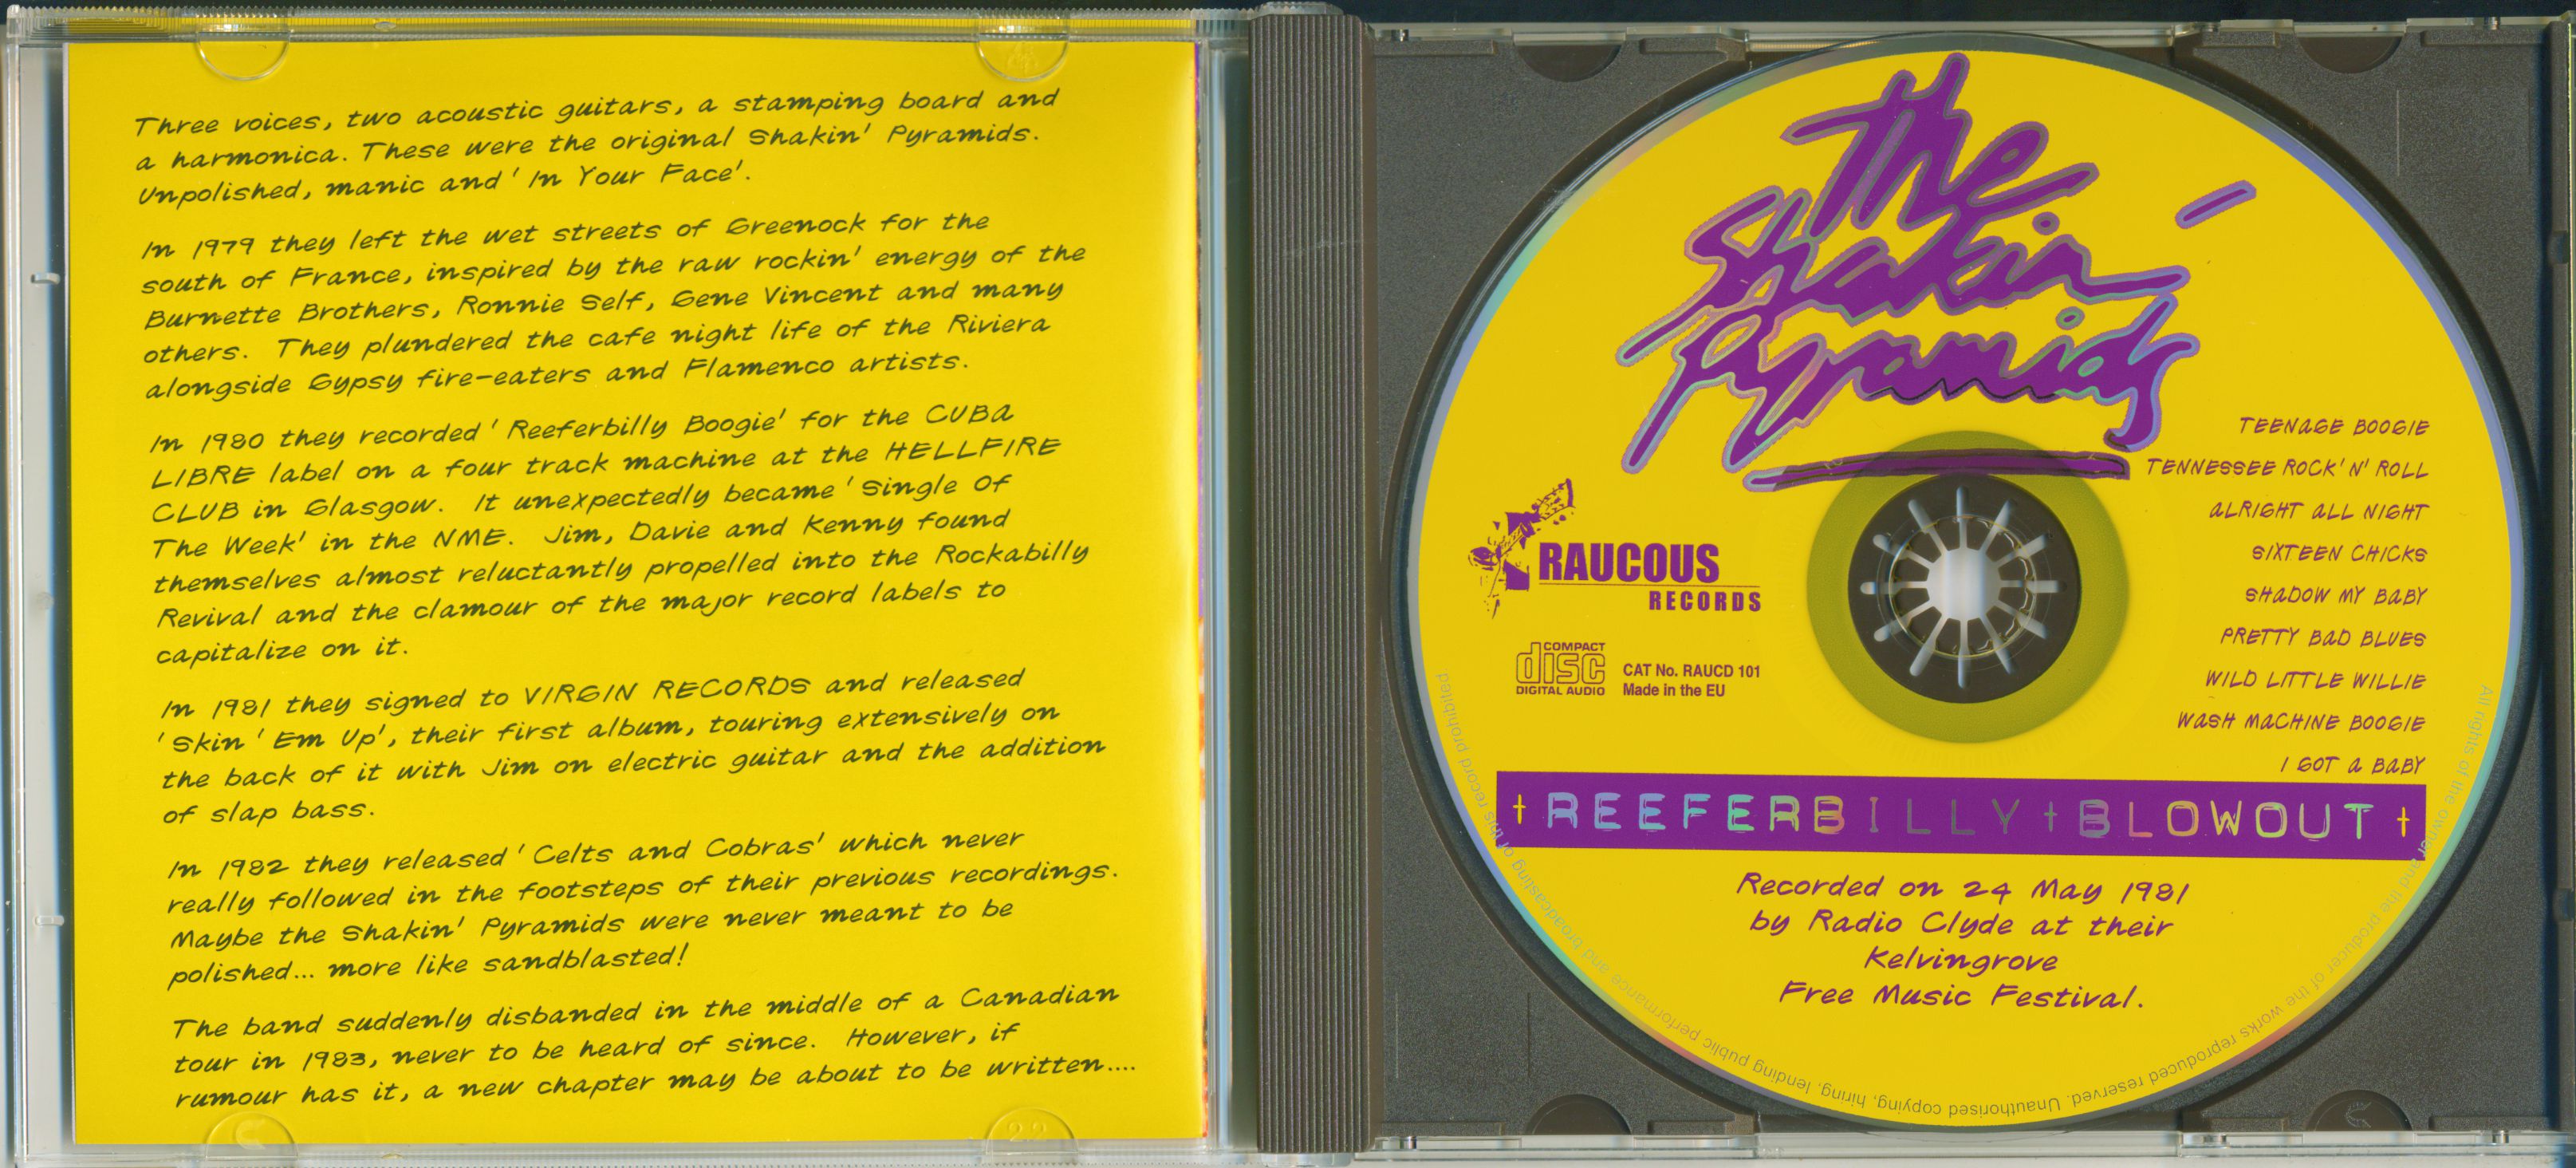 Three voices, two acoustic guitars, a stamping board and
a harmonica. These were the original Shakin' Pyramids.
Unpolished, manic and ' In Your Face'.
In 1979 they left the wet streets of Greenock for the
south of France, inspired by the raw rockin' energy of the
Burnette Brothers, Ronnie Self, Gene Vincent and many
others. They plundered the cafe night life of the Riviera
alongside Gypsy fire-eaters and Flamenco artists.
In 1980 they recorded ' Reeferbilly Boogie' for the CUBA
LIBRE label on a four track machine at the HELLFIRE
CLUB in Glasgow. It unexpectedly became ' Single Of
The Week' in the NME. Jim, Davie and Kenny found
themselves almost reluctantly propelled into the Rockabilly
Revival and the clamour of the major record labels to
capitalize on it.
In 1981 they signed to VIRGIN RECORDS and released
' Skin ' Em Up', their first album, touring extensively on
the back of it with Jim on electric guitar and the addition
of slap bass.
In 1982 they released ' Celts and Cobras' which never
really followed in the footsteps of their previous recordings.
Maybe the Shakin' Pyramids were never meant to be
polished... more like sandblasted!
The band suddenly disbanded in the middle of a Canadian
tour in 1983, never to be heard of since. However, if
rumour has it, a new chapter may be about to be written....
The
Shakin'
Pyramids
TEENAGE BOOGIE
TENNESSEE ROCK' N' ROLL
ALRIGHT ALL NIGHT
SIXTEEN CHICKS
SHADOW MY BABY
PRETTY BAD BLUES
WILD LITTLE WILLIE
WASH MACHINE BOOGIE
I GOT A BABY
RAUCOUS
RECORDS
COMPACT
disc
DIGITAL AUDIO
CAT No. RAUCD 101
Made in the EU
REEFERBILLY BLOWOUT
Recorded on 24 May 1981
by Radio Clyde at their
Kelvingrove
Free Music Festival.
All rights of the owner and the producer of the works reproduced reserved. Unauthorised copying, hiring, lending public performance and broadcasting of this record prohibited.